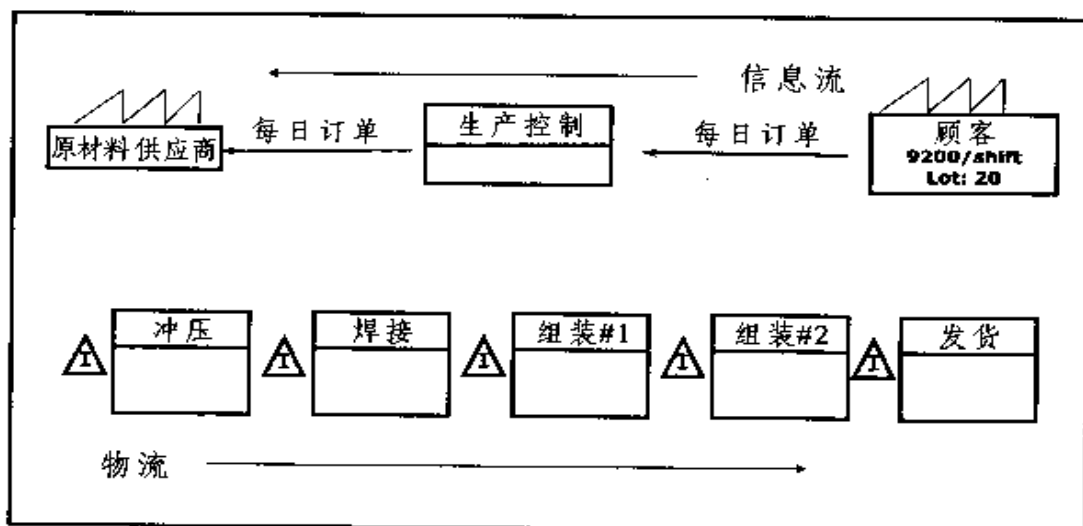 信息流
原材料供应商
每日订单
生产控制
每日订单
顾客
9200/shift
Lot: 20
I
冲压
I
焊接
I
组装#1
I
组装#2
I
发货
物流